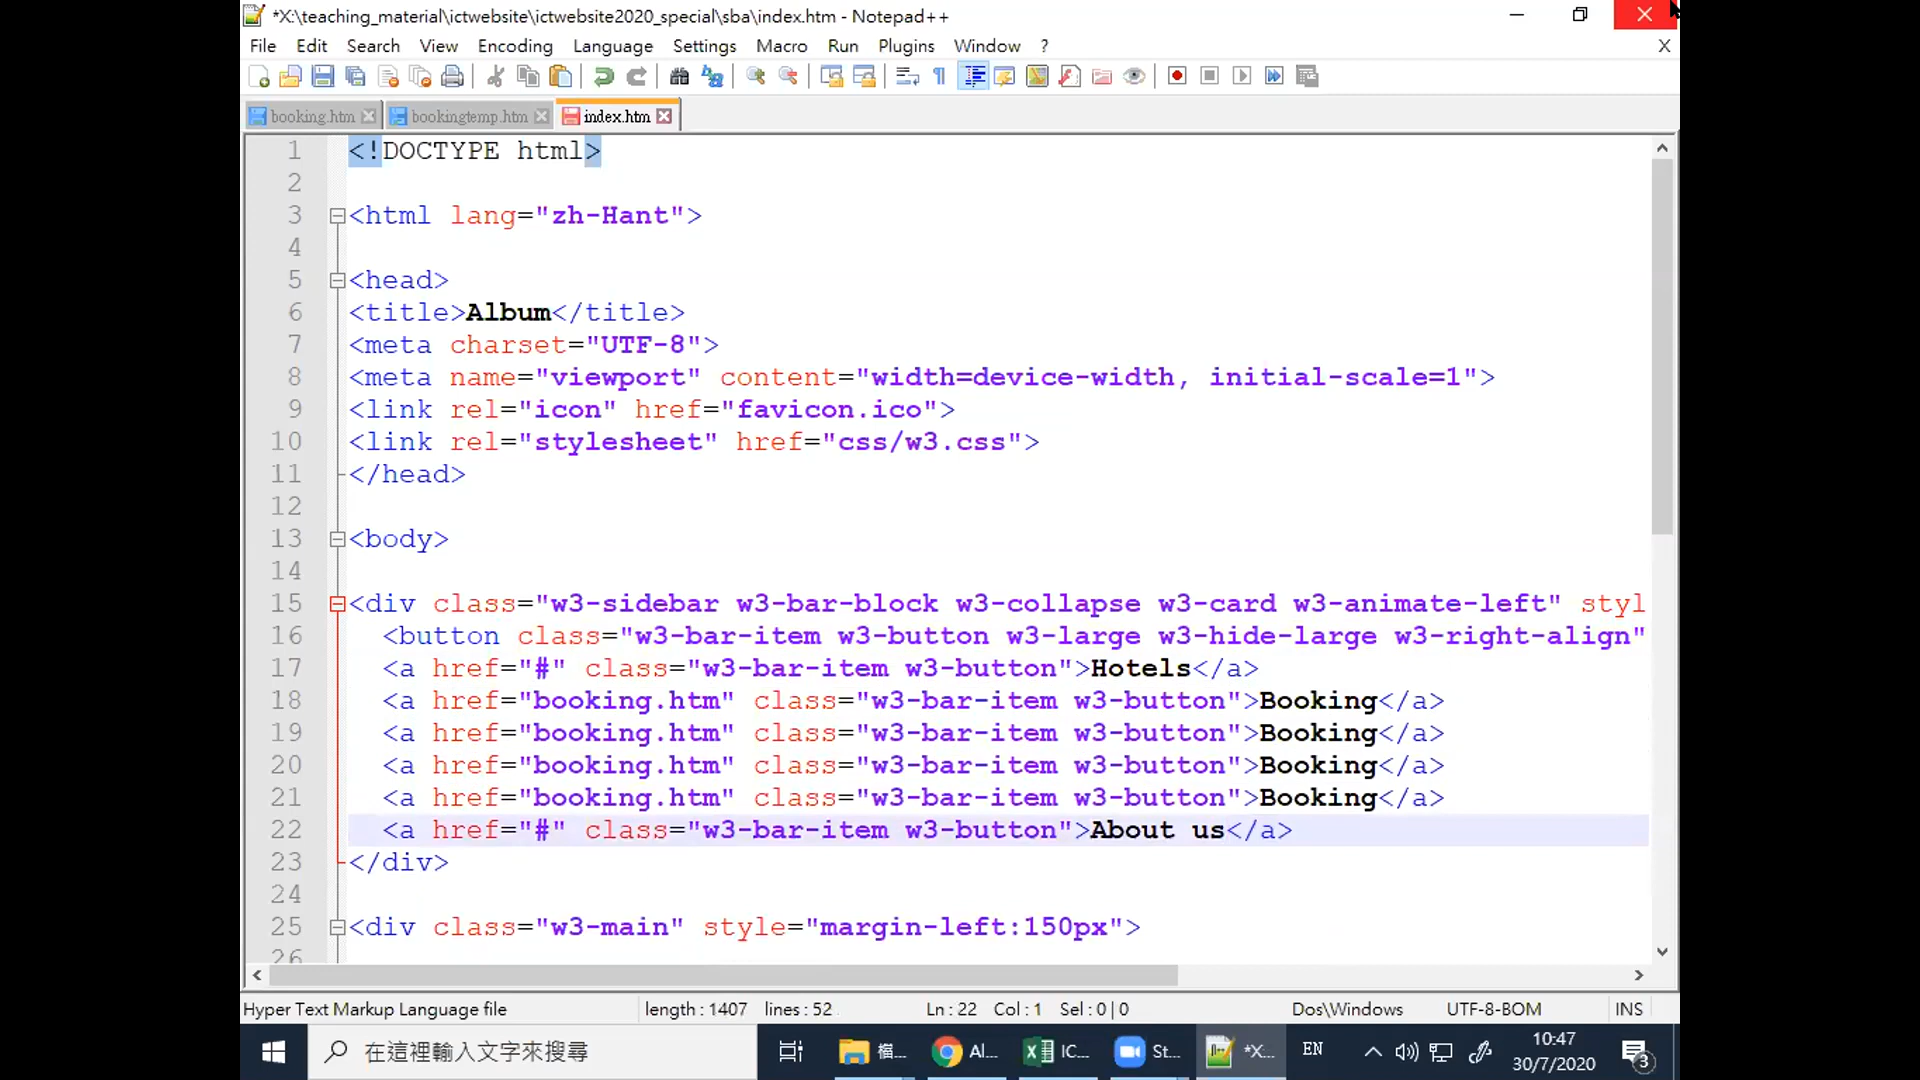 *X:\teaching_material\ictwebsite\ictwebsite2020_special\sba\index.htm - Notepad++
File Edit Search View Encoding Language Settings Macro Run Plugins Window ? X
booking.htm bookingtemp.htm index.htm
1 <!DOCTYPE html>
2
3 <html lang="zh-Hant">
4
5 <head>
6 <title>Album</title>
7 <meta charset="UTF-8">
8 <meta name="viewport" content="width=device-width, initial-scale=1">
9 <link rel="icon" href="favicon.ico">
10 <link rel="stylesheet" href="css/w3.css">
11 </head>
12
13 <body>
14
15 <div class="w3-sidebar w3-bar-block w3-collapse w3-card w3-animate-left" styl
16 <button class="w3-bar-item w3-button w3-large w3-hide-large w3-right-align"
17 <a href="#" class="w3-bar-item w3-button">Hotels</a>
18 <a href="booking.htm" class="w3-bar-item w3-button">Booking</a>
19 <a href="booking.htm" class="w3-bar-item w3-button">Booking</a>
20 <a href="booking.htm" class="w3-bar-item w3-button">Booking</a>
21 <a href="booking.htm" class="w3-bar-item w3-button">Booking</a>
22 <a href="#" class="w3-bar-item w3-button">About us</a>
23 </div>
24
25 <div class="w3-main" style="margin-left:150px">
26
Hyper Text Markup Language file length : 1407 lines : 52 Ln : 22 Col : 1 Sel : 0 | 0 Dos\Windows UTF-8-BOM INS
在這裡輸入文字來搜尋 檔... Al... IC... St... *X... EN 10:47
30/7/2020 3